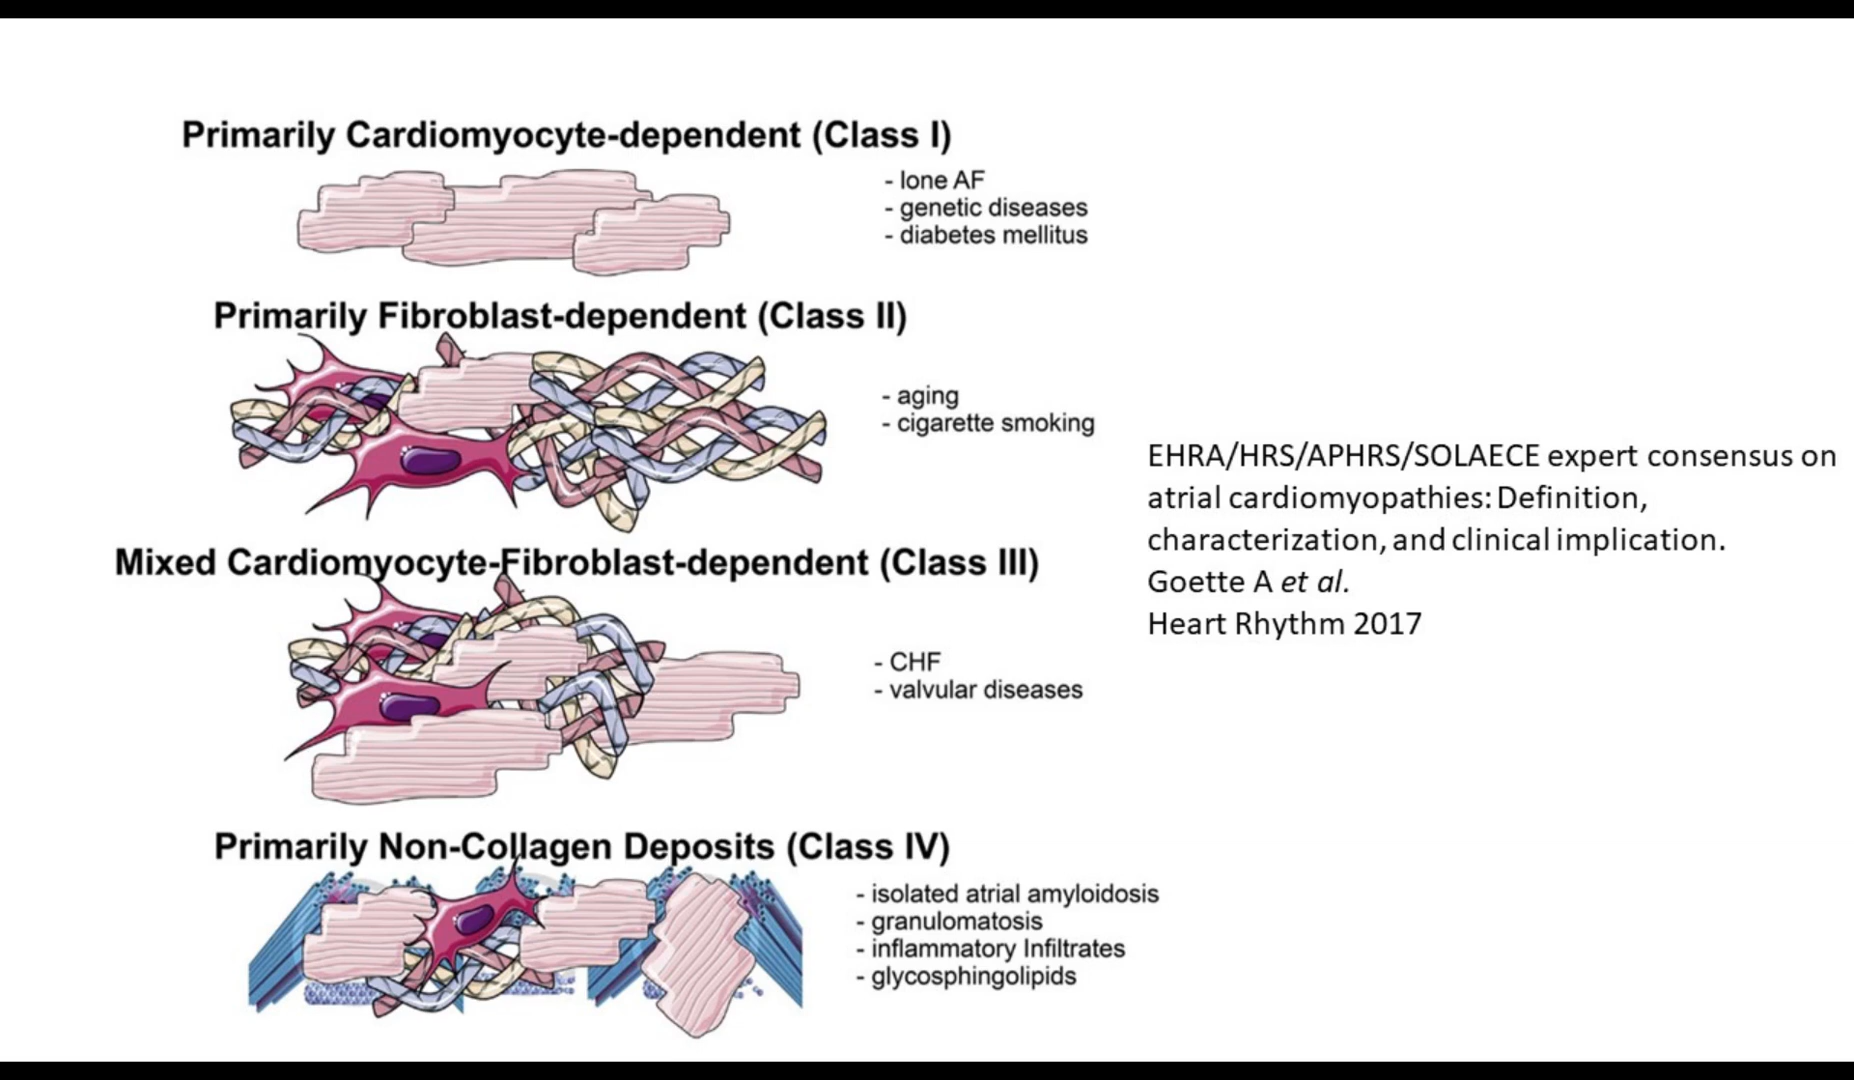 Primarily Cardiomyocyte-dependent (Class I)
- lone AF
- genetic diseases
- diabetes mellitus
Primarily Fibroblast-dependent (Class II)
- aging
- cigarette smoking
Mixed Cardiomyocyte-Fibroblast-dependent (Class III)
- CHF
- valvular diseases
Primarily Non-Collagen Deposits (Class IV)
- isolated atrial amyloidosis
- granulomatosis
- inflammatory Infiltrates
- glycosphingolipids
EHRA/HRS/APHRS/SOLAECE expert consensus on
atrial cardiomyopathies: Definition,
characterization, and clinical implication.
Goette A et al.
Heart Rhythm 2017